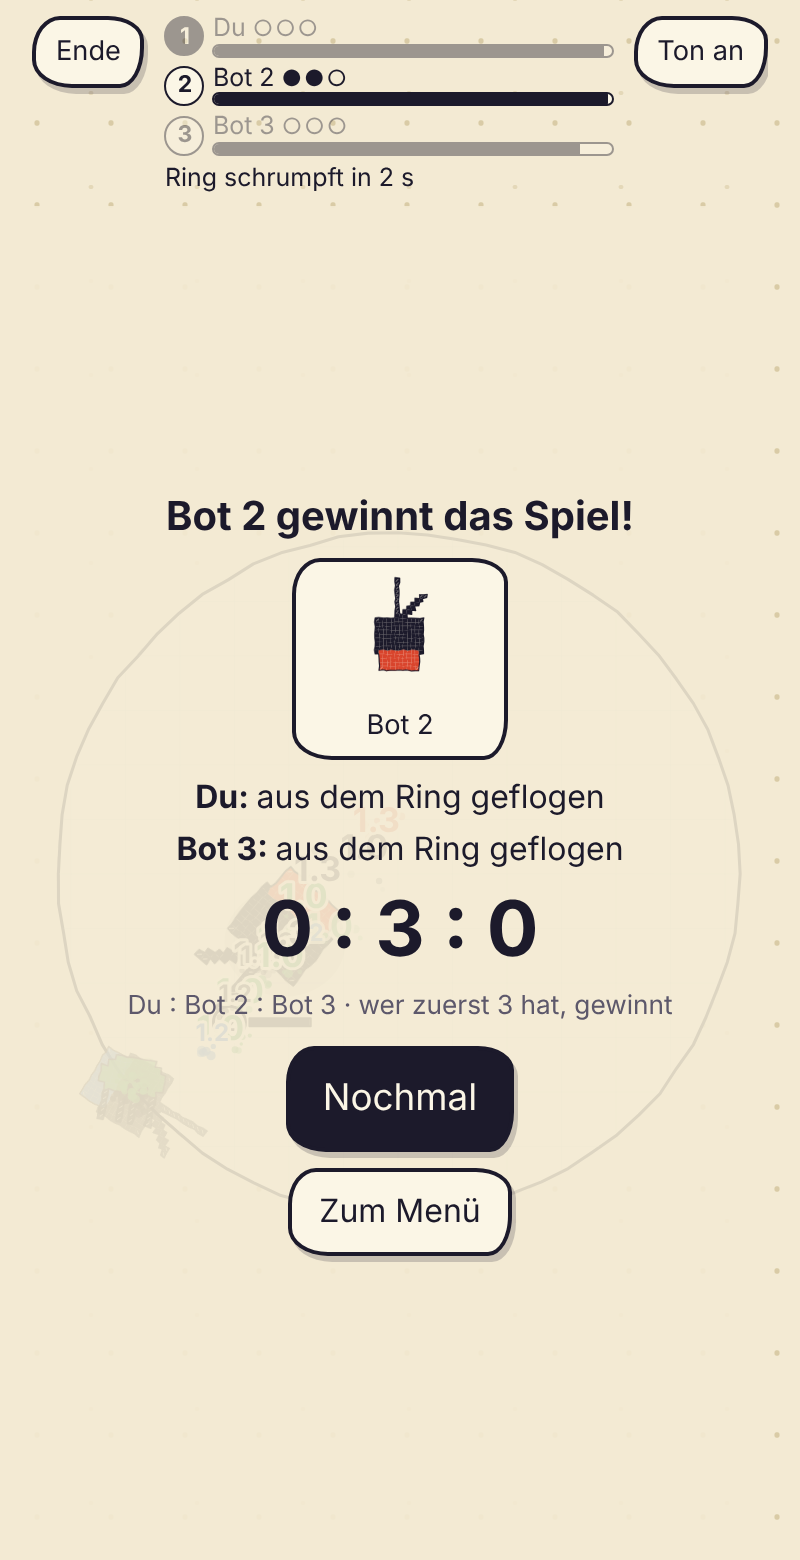 Ende
1 Du
2 Bot 2
3 Bot 3
Ring schrumpft in 2 s
Ton an
Bot 2 gewinnt das Spiel!
Bot 2
Du: aus dem Ring geflogen
Bot 3: aus dem Ring geflogen
0 : 3 : 0
Du : Bot 2 : Bot 3 · wer zuerst 3 hat, gewinnt
Nochmal
Zum Menü